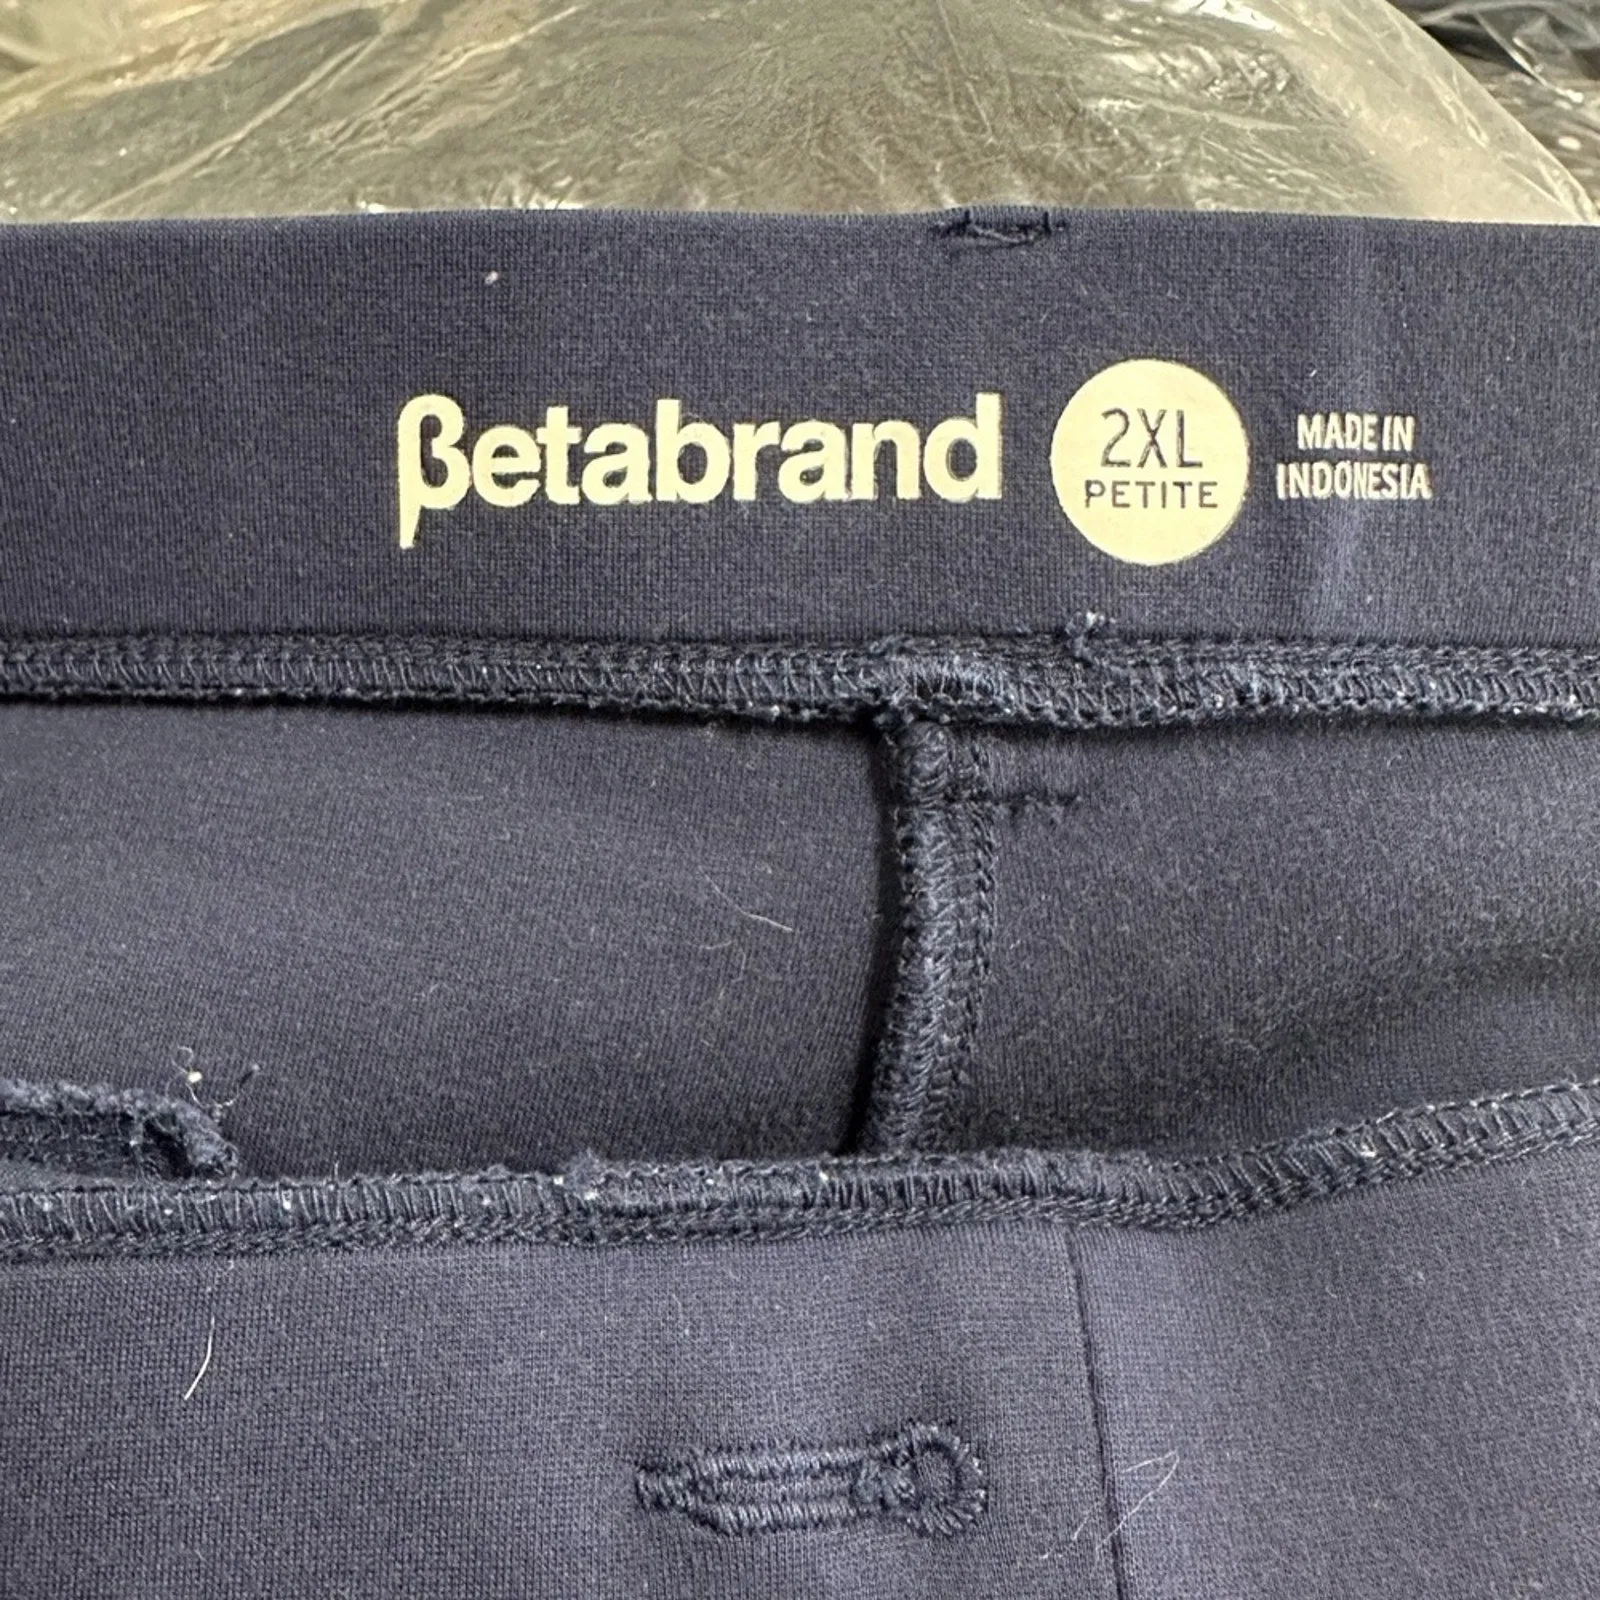 βetabrand
2XL
PETITE
MADE IN
INDONESIA